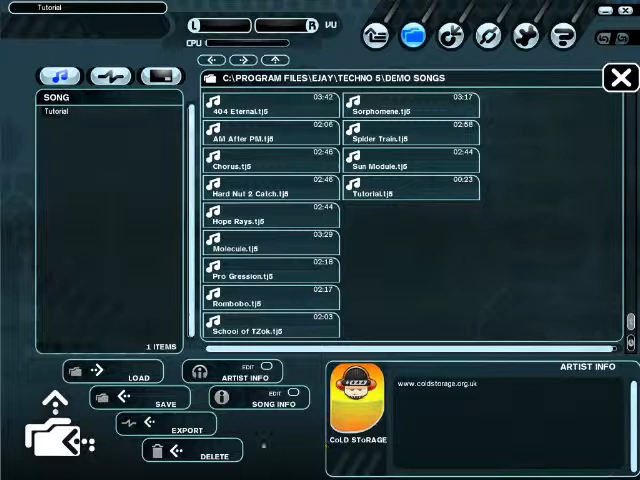 Tutorial
L
R
VU
CPU
C:\PROGRAM FILES\EJAY\TECHNO 5\DEMO SONGS
SONG
Tutorial
1 ITEMS
03:42
404 Eternal.tj5
02:06
AM After PM.tj5
02:46
Chorus.tj5
02:46
Hard Nut 2 Catch.tj5
02:44
Hope Rays.tj5
03:29
Molecule.tj5
02:18
Pro Gression.tj5
02:17
Rombobo.tj5
02:03
School of TZok.tj5
03:17
Sorphomene.tj5
02:58
Spider Train.tj5
02:44
Sun Module.tj5
00:23
Tutorial.tj5
LOAD
EDIT
ARTIST INFO
SAVE
EDIT
SONG INFO
EXPORT
DELETE
ARTIST INFO
www.coldstorage.org.uk
CoLD SToRAGE